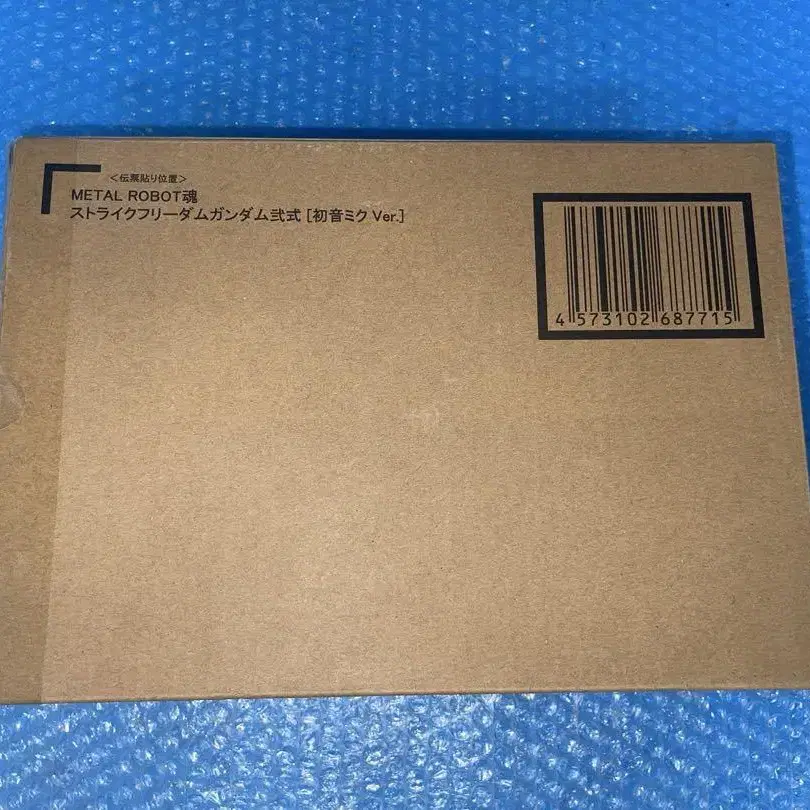 <伝票貼り位置>
METAL ROBOT魂
ストライクフリーダムガンダム弐式 [初音ミク Ver.]
4 573102 687715